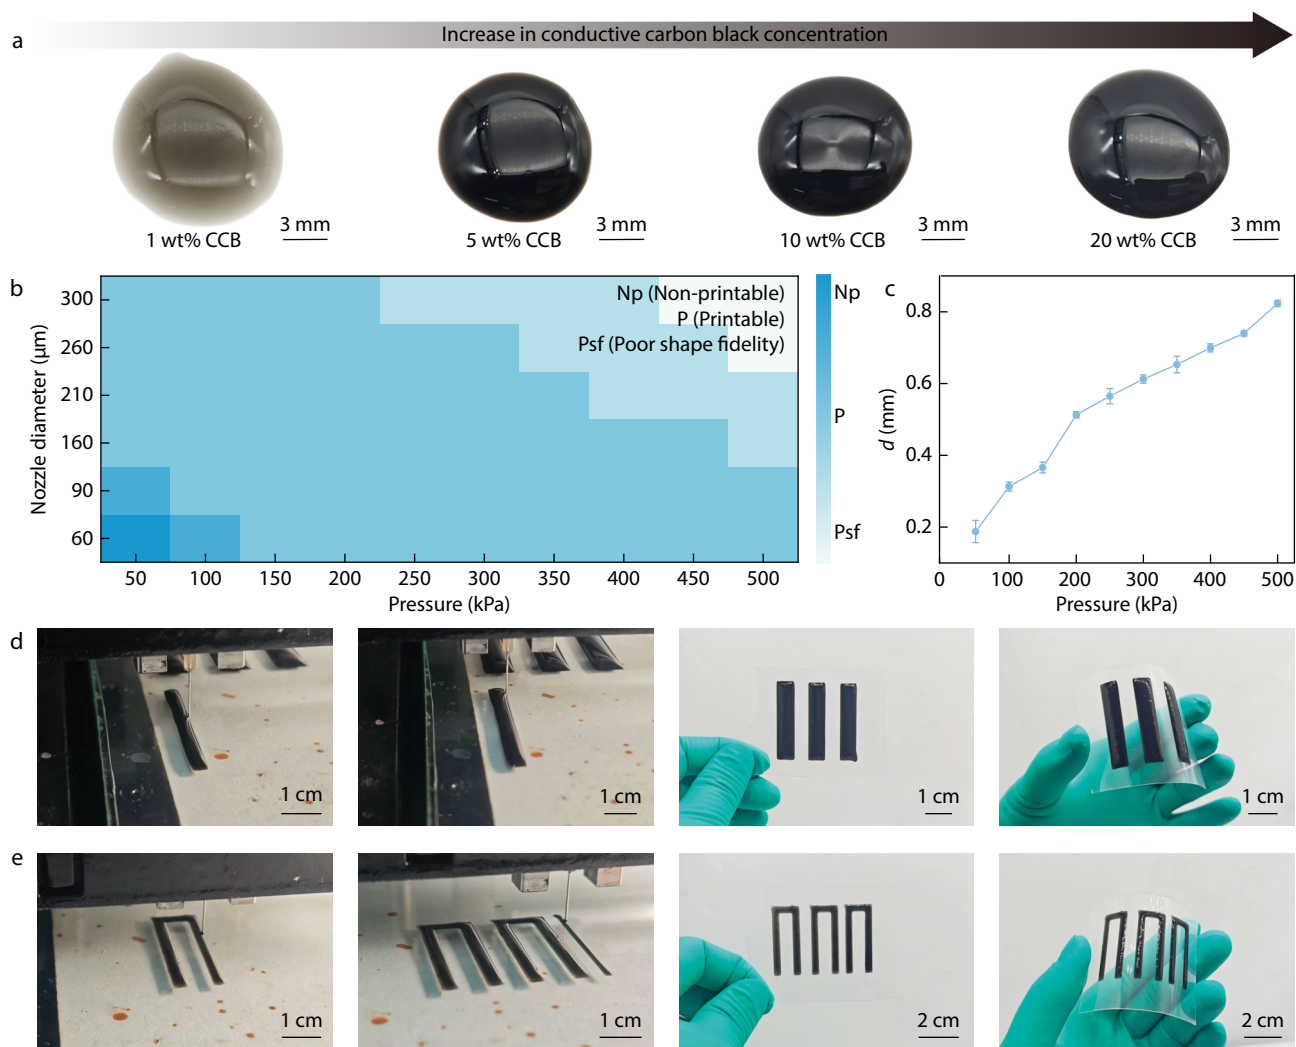 a
Increase in conductive carbon black concentration
3 mm
3 mm
3 mm
3 mm
1 wt% CCB
5 wt% CCB
10 wt% CCB
20 wt% CCB
b
Nozzle diameter (μm)
300
260
210
160
90
60
Np (Non-printable)
P (Printable)
Psf (Poor shape fidelity)
50 100 150 200 250 300 350 400 450 500
Pressure (kPa)
Np
P
Psf
c
d (mm)
0.8
0.6
0.4
0.2
0 100 200 300 400 500
Pressure (kPa)
d
1 cm
1 cm
1 cm
1 cm
e
1 cm
1 cm
2 cm
2 cm